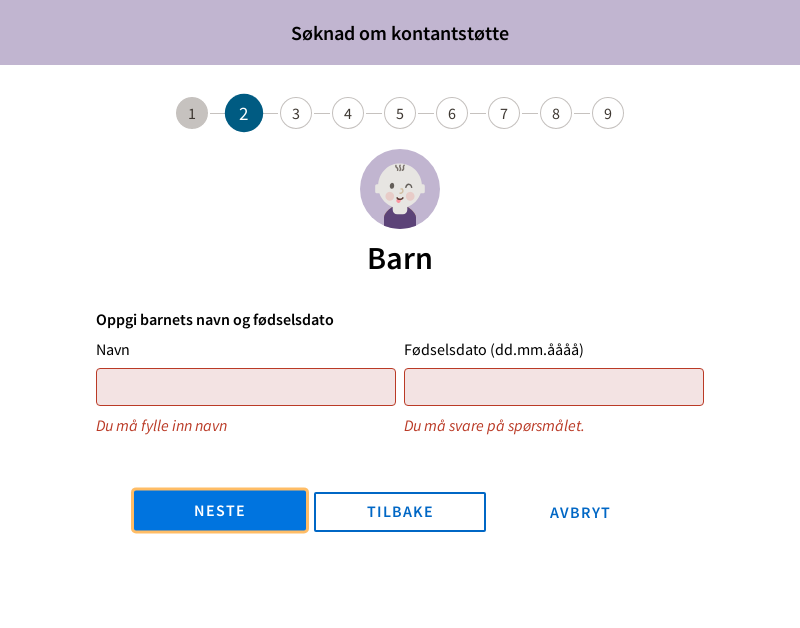 Søknad om kontantstøtte
1 2 3 4 5 6 7 8 9
Barn
Oppgi barnets navn og fødselsdato
Navn Fødselsdato (dd.mm.åååå)
Du må fylle inn navn Du må svare på spørsmålet.
NESTE TILBAKE AVBRYT